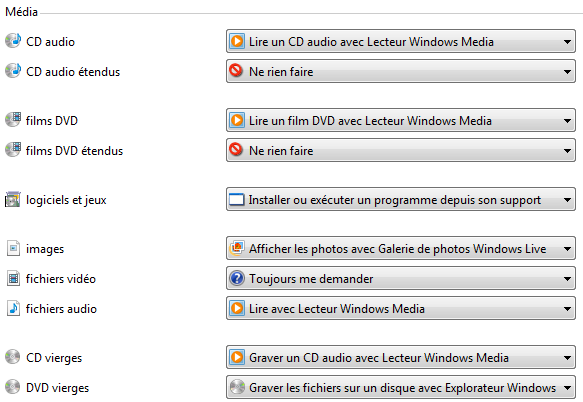 Média
CD audio Lire un CD audio avec Lecteur Windows Media
CD audio étendus Ne rien faire
films DVD Lire un film DVD avec Lecteur Windows Media
films DVD étendus Ne rien faire
logiciels et jeux Installer ou exécuter un programme depuis son support
images Afficher les photos avec Galerie de photos Windows Live
fichiers vidéo Toujours me demander
fichiers audio Lire avec Lecteur Windows Media
CD vierges Graver un CD audio avec Lecteur Windows Media
DVD vierges Graver les fichiers sur un disque avec Explorateur Windows